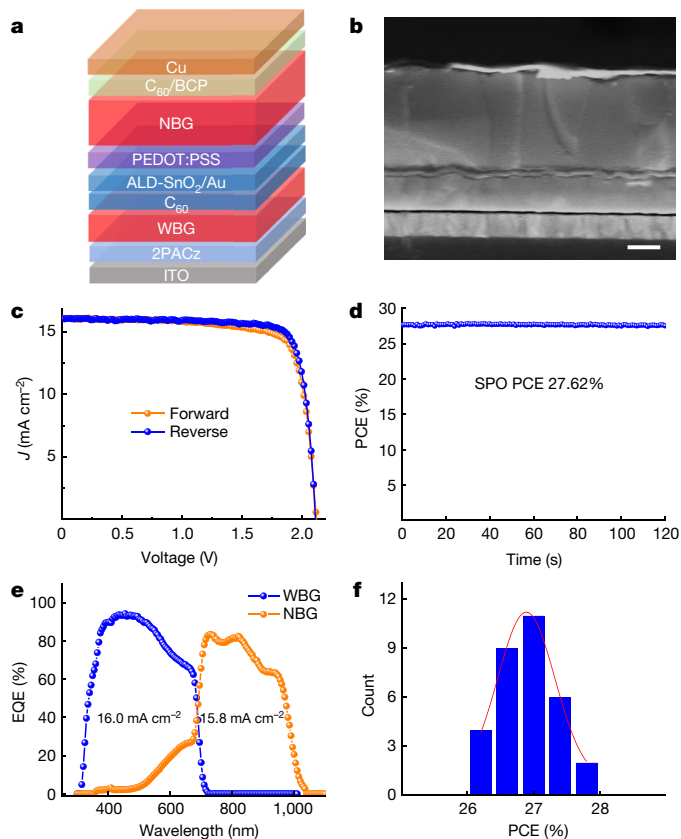 a
Cu
C60/BCP
NBG
PEDOT:PSS
ALD-SnO2/Au
C60
WBG
2PACz
ITO
b
c
15
10
5
J (mA cm−2)
Forward
Reverse
0
0.5
1.0
1.5
2.0
Voltage (V)
d
30
25
20
15
10
5
PCE (%)
SPO PCE 27.62%
0
20
40
60
80
100
120
Time (s)
e
WBG
NBG
100
80
60
40
20
0
EQE (%)
16.0 mA cm−2
15.8 mA cm−2
400
600
800
1,000
Wavelength (nm)
f
12
9
6
3
0
Count
26
27
28
PCE (%)